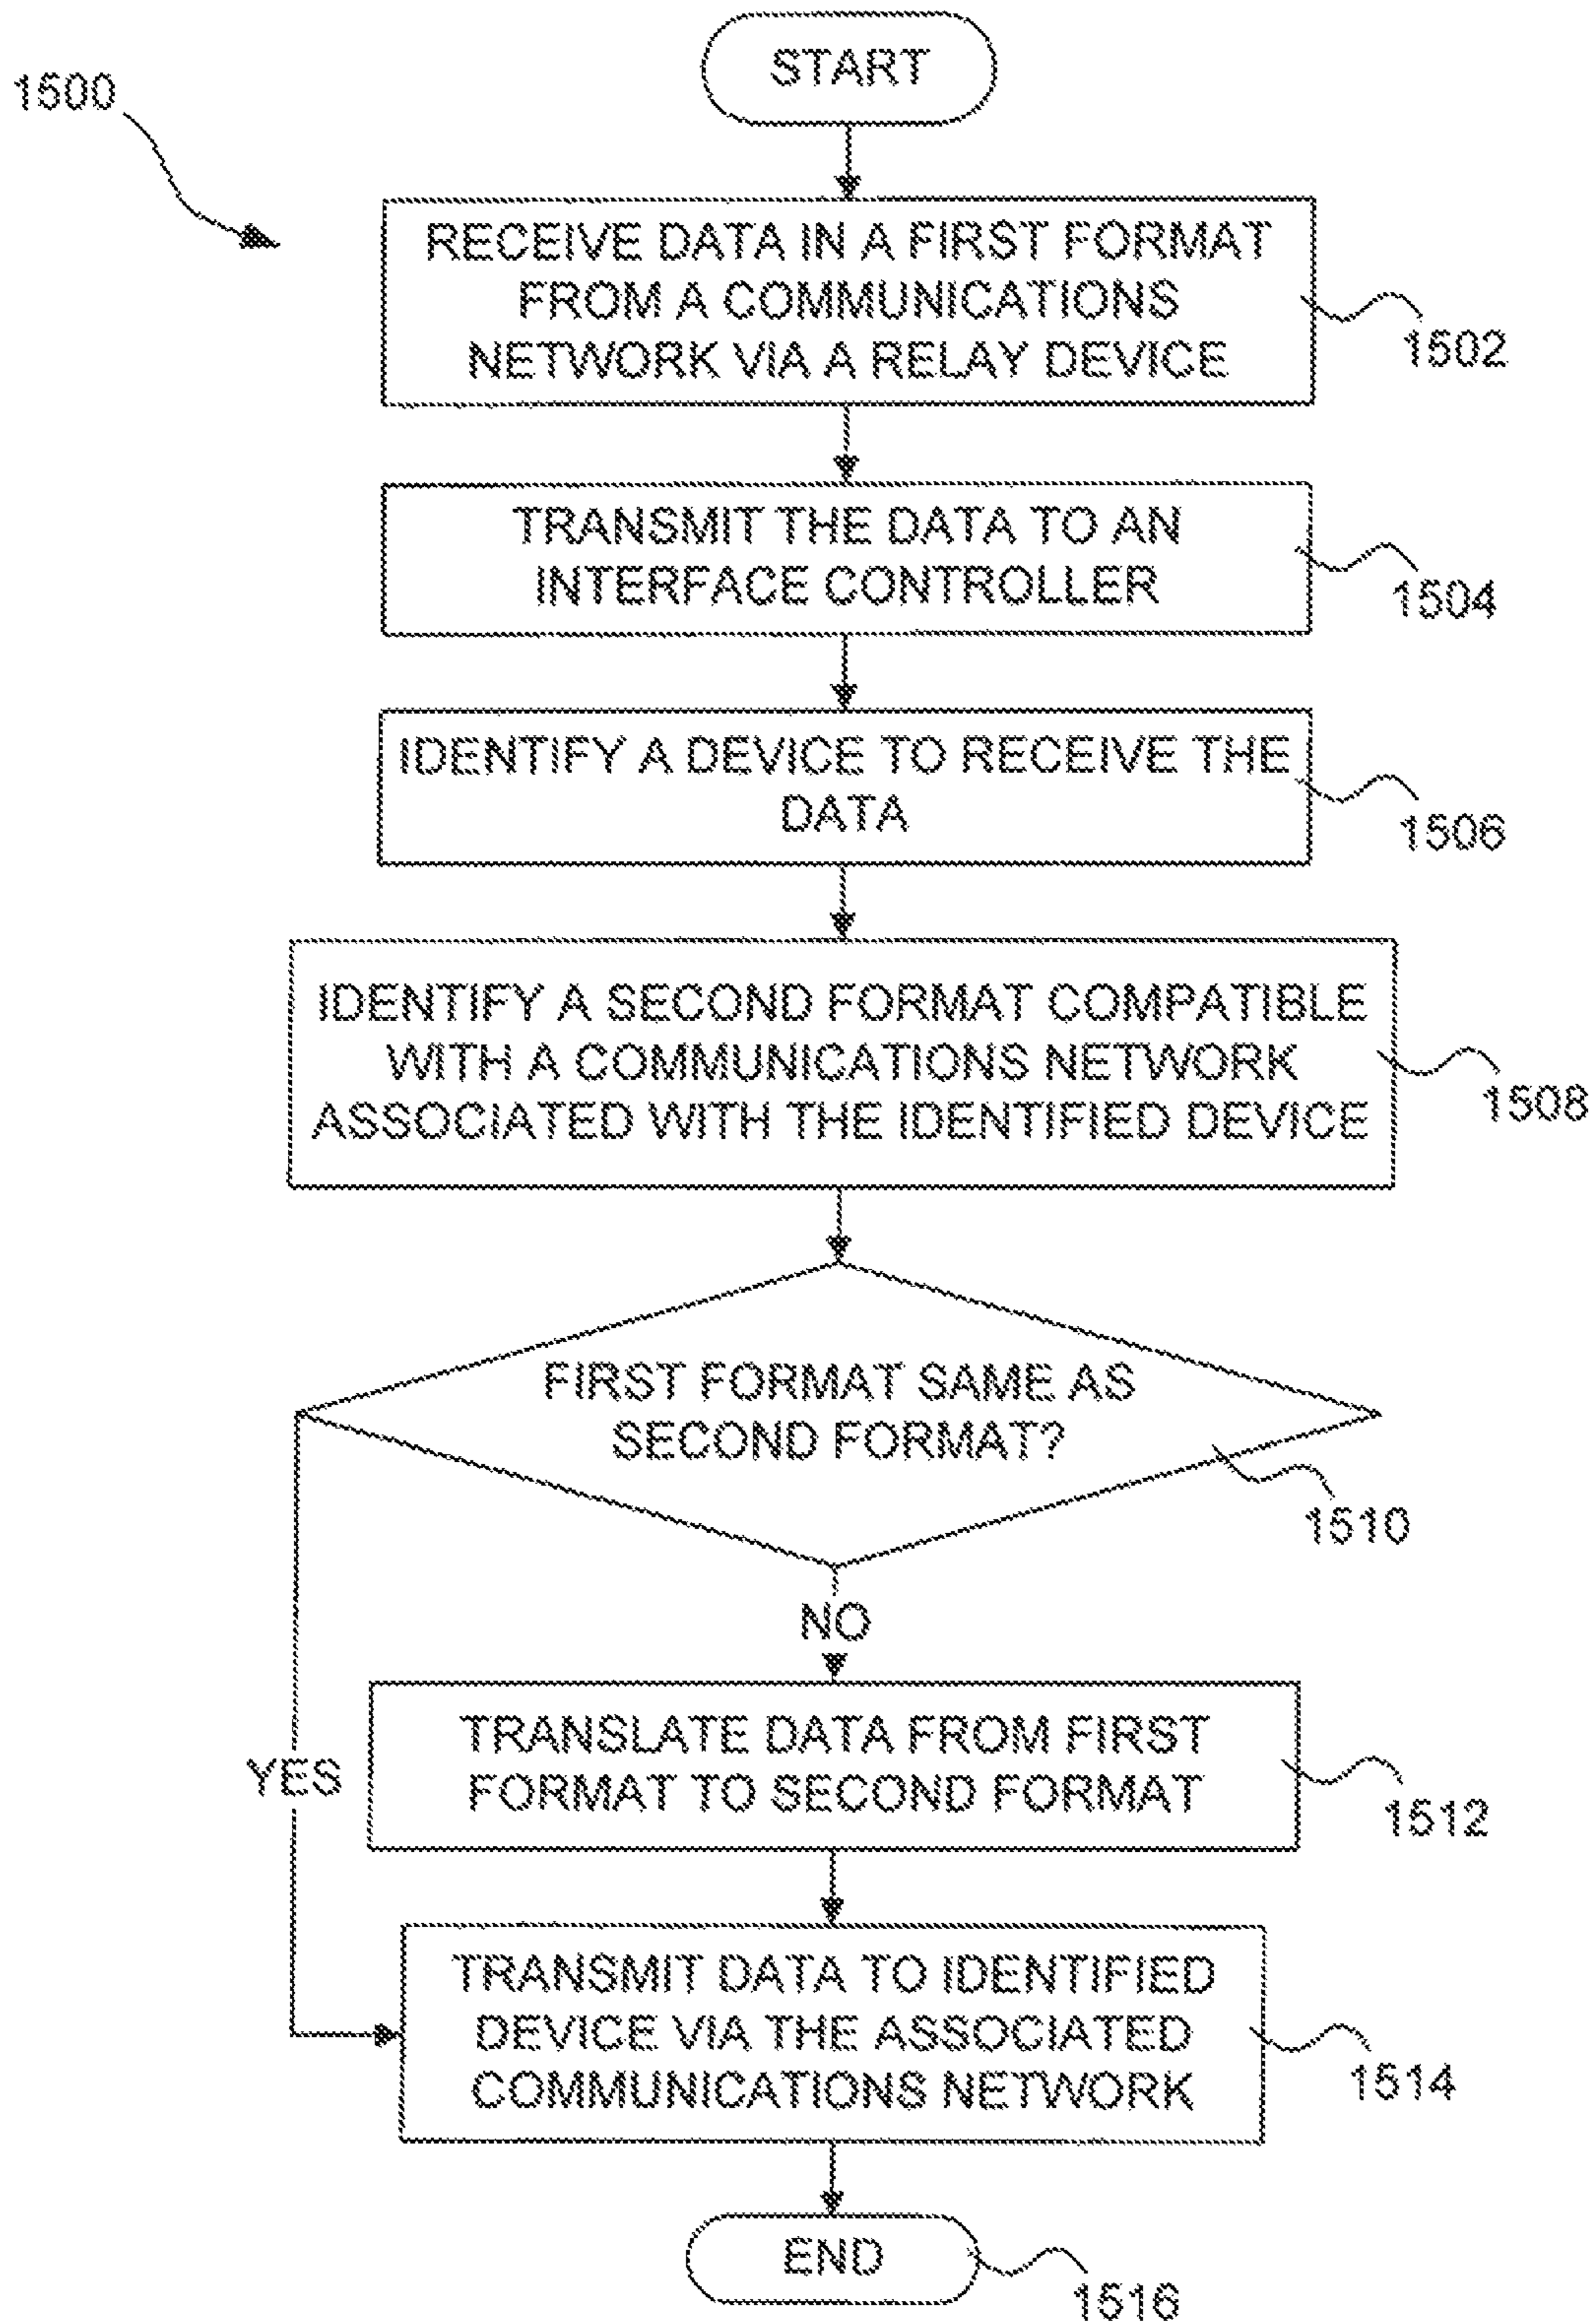 START
1500
RECEIVE DATA IN A FIRST FORMAT
FROM A COMMUNICATIONS
NETWORK VIA A RELAY DEVICE
1502
TRANSMIT THE DATA TO AN
INTERFACE CONTROLLER
1504
IDENTIFY A DEVICE TO RECEIVE THE
DATA
1506
IDENTIFY A SECOND FORMAT COMPATIBLE
WITH A COMMUNICATIONS NETWORK
ASSOCIATED WITH THE IDENTIFIED DEVICE
1508
FIRST FORMAT SAME AS
SECOND FORMAT?
1510
NO
YES
TRANSLATE DATA FROM FIRST
FORMAT TO SECOND FORMAT
1512
TRANSMIT DATA TO IDENTIFIED
DEVICE VIA THE ASSOCIATED
COMMUNICATIONS NETWORK
1514
END
1516